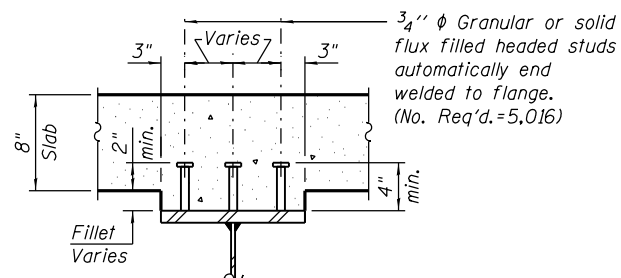 3/4" φ Granular or solid
flux filled headed studs
automatically end
welded to flange.
(No. Req'd.=5,016)
Varies
3"
3"
8"
Slab
2"
min.
4"
min.
Fillet
Varies